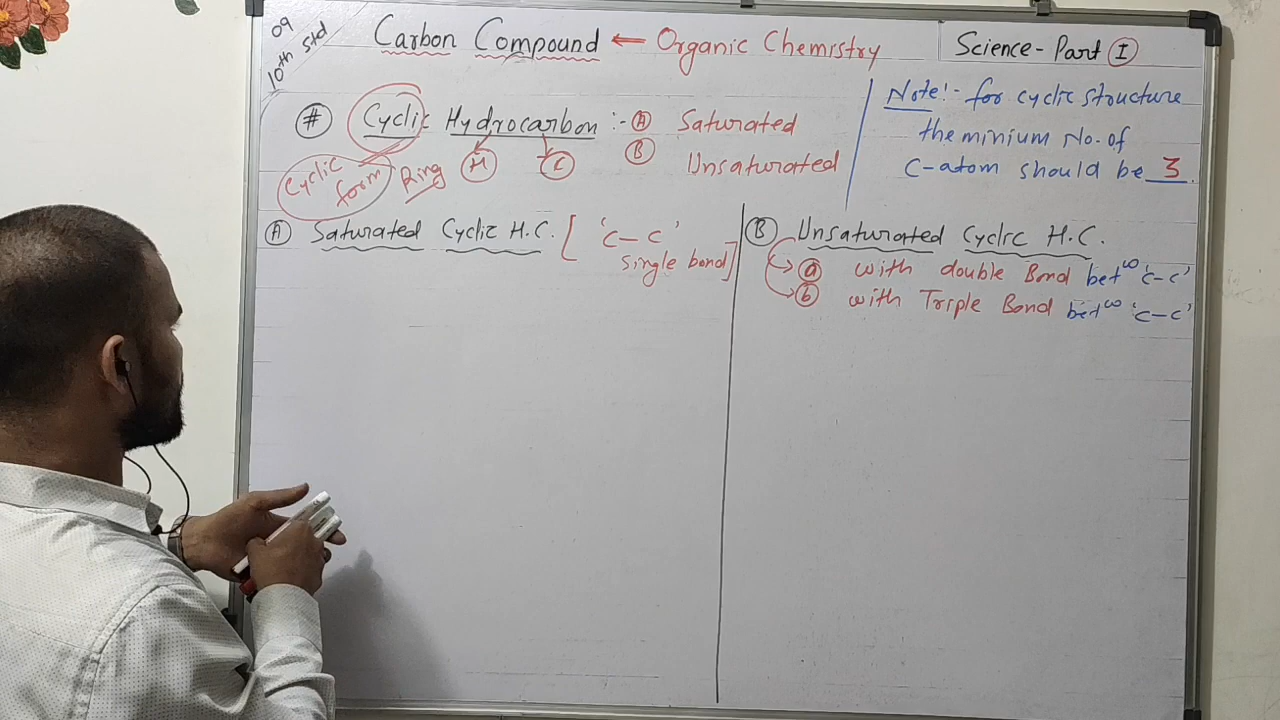 09
10th std
Carbon Compound ← Organic Chemistry
Science - Part I
# Cyclic Hydrocarbon :- A Saturated
B Unsaturated
Cyclic form Ring H C
Note!- for cyclic structure
the minium No. of
C-atom should be 3.
A Saturated Cyclic H.C. [ 'C-C'
single bond]
B Unsaturated Cyclic H.C.
a with double Bond betw 'C-C'
b with Triple Bond betw 'C-C'